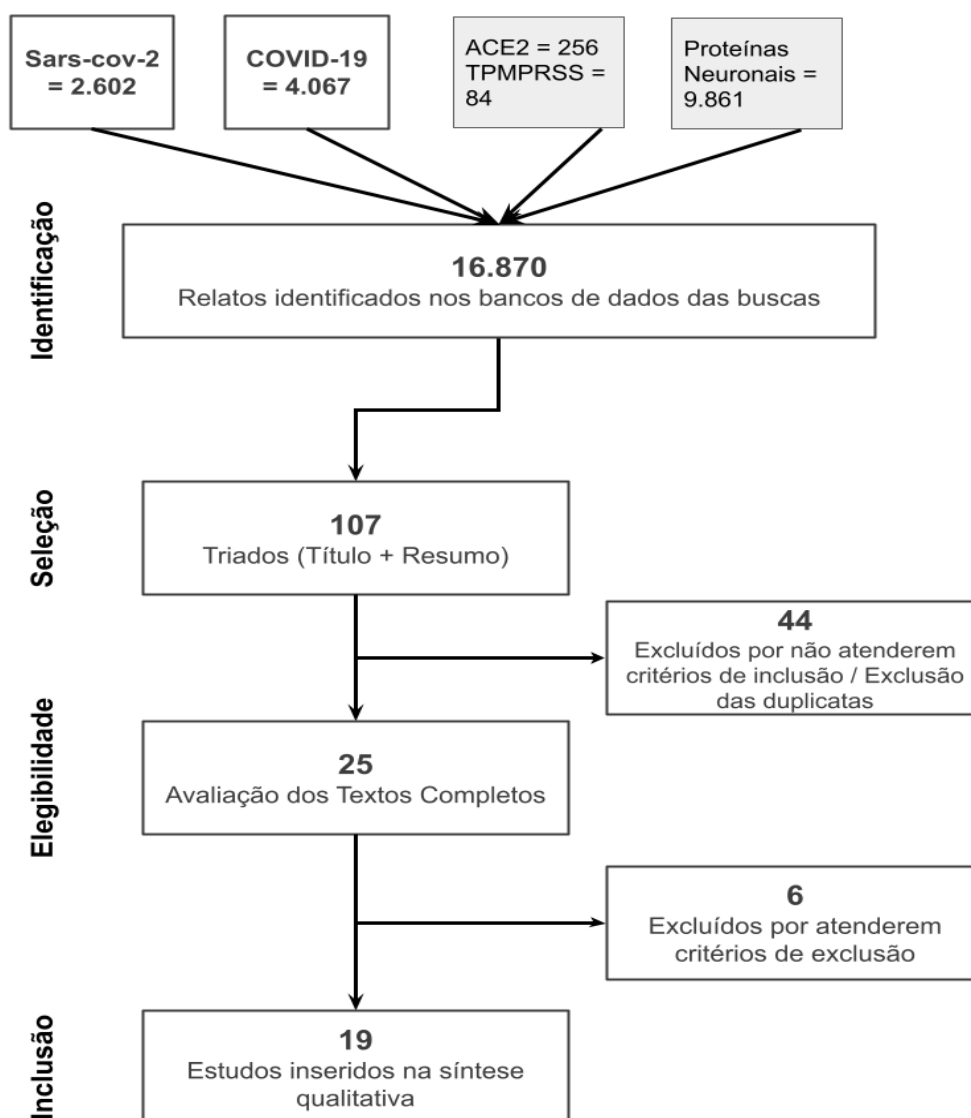 Sars-cov-2
= 2.602
COVID-19
= 4.067
ACE2 = 256
TPMPRSS =
84
Proteínas
Neuronais =
9.861
Identificação
16.870
Relatos identificados nos bancos de dados das buscas
Seleção
107
Triados (Título + Resumo)
44
Excluídos por não atenderem
critérios de inclusão / Exclusão
das duplicatas
Elegibilidade
25
Avaliação dos Textos Completos
6
Excluídos por atenderem
critérios de exclusão
Inclusão
19
Estudos inseridos na síntese
qualitativa